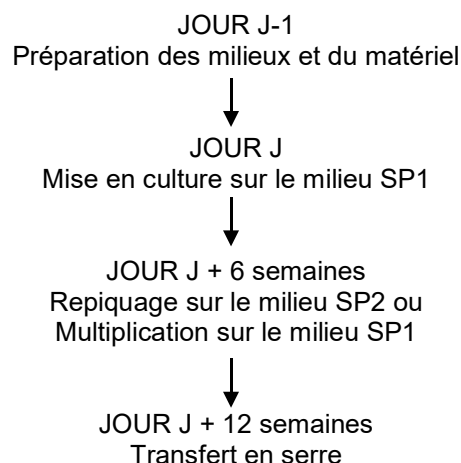 JOUR J-1
Préparation des milieux et du matériel
JOUR J
Mise en culture sur le milieu SP1
JOUR J + 6 semaines
Repiquage sur le milieu SP2 ou
Multiplication sur le milieu SP1
JOUR J + 12 semaines
Transfert en serre